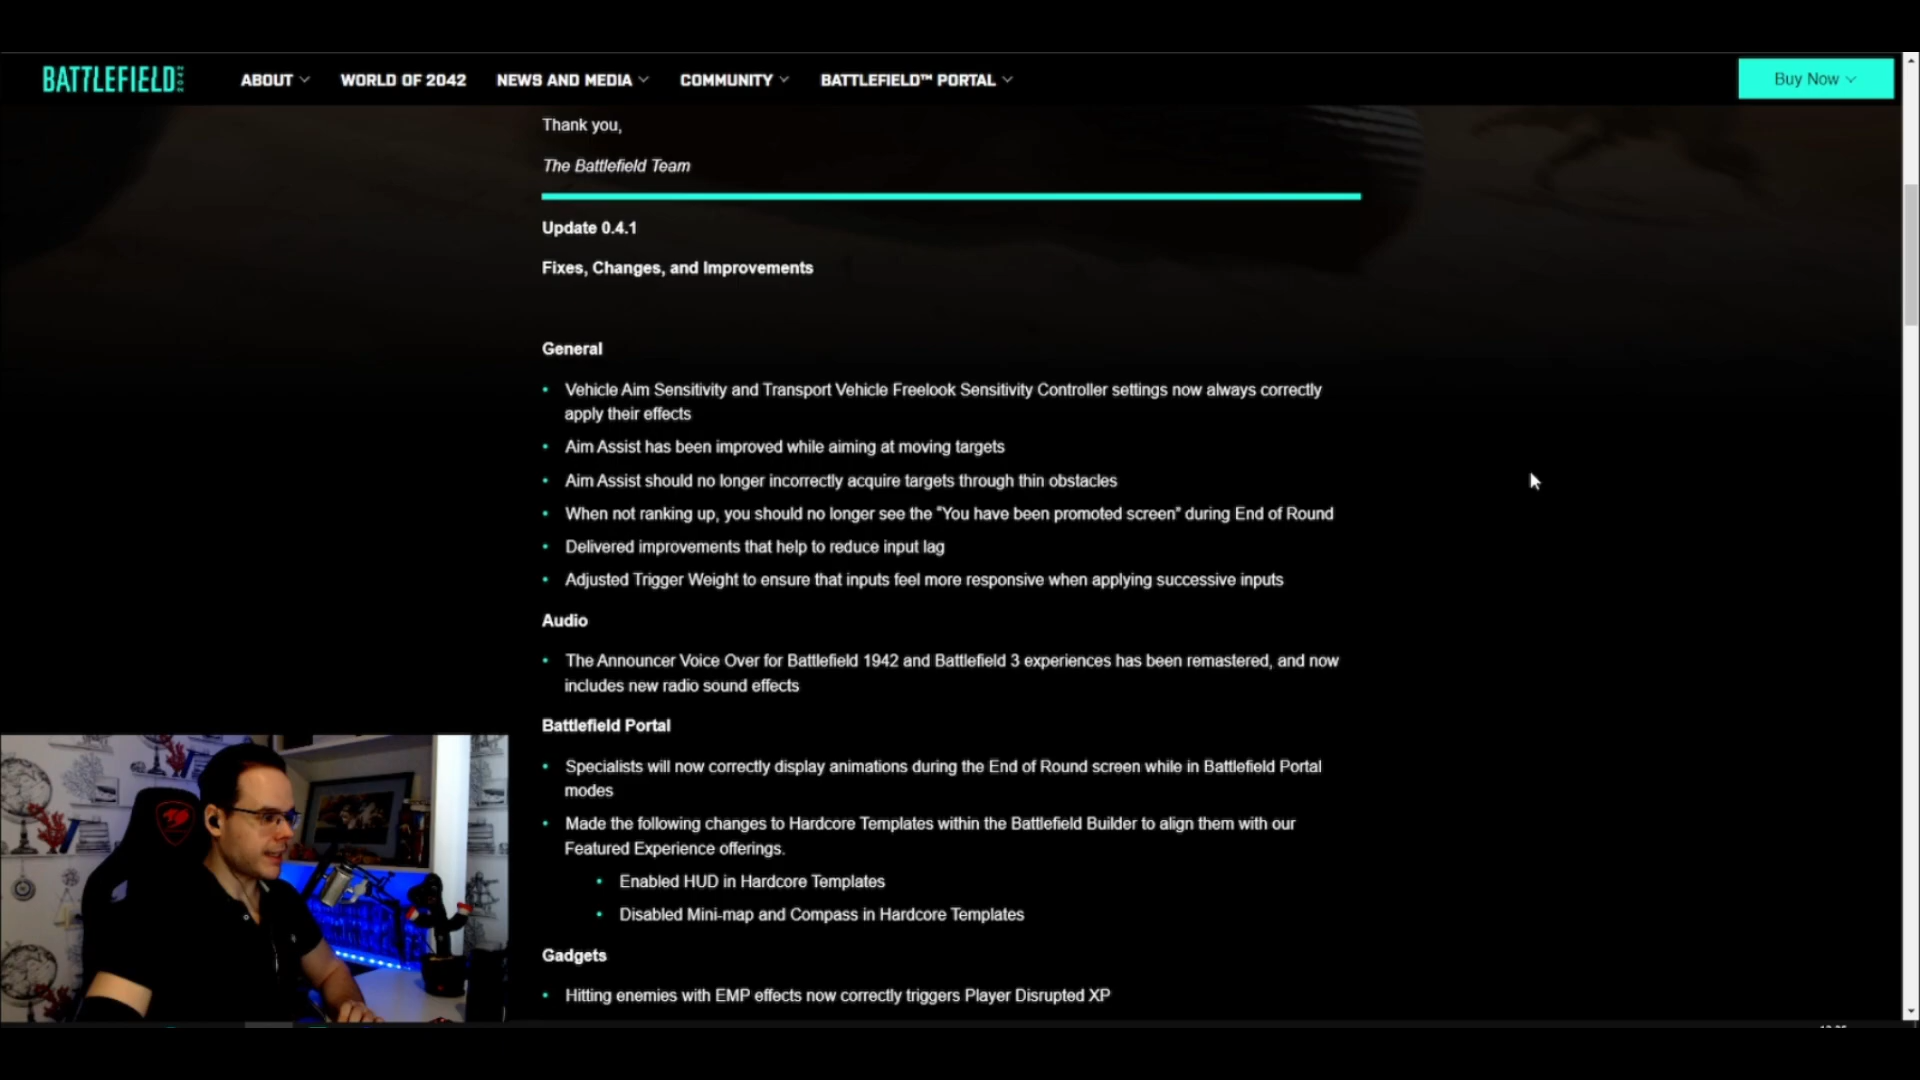 BATTLEFIELD 2042
ABOUT
WORLD OF 2042
NEWS AND MEDIA
COMMUNITY
BATTLEFIELD™ PORTAL
Buy Now
Thank you,
The Battlefield Team
Update 0.4.1
Fixes, Changes, and Improvements
General
• Vehicle Aim Sensitivity and Transport Vehicle Freelook Sensitivity Controller settings now always correctly
apply their effects
• Aim Assist has been improved while aiming at moving targets
• Aim Assist should no longer incorrectly acquire targets through thin obstacles
• When not ranking up, you should no longer see the "You have been promoted screen" during End of Round
• Delivered improvements that help to reduce input lag
• Adjusted Trigger Weight to ensure that inputs feel more responsive when applying successive inputs
Audio
• The Announcer Voice Over for Battlefield 1942 and Battlefield 3 experiences has been remastered, and now
includes new radio sound effects
Battlefield Portal
• Specialists will now correctly display animations during the End of Round screen while in Battlefield Portal
modes
• Made the following changes to Hardcore Templates within the Battlefield Builder to align them with our
Featured Experience offerings.
• Enabled HUD in Hardcore Templates
• Disabled Mini-map and Compass in Hardcore Templates
Gadgets
• Hitting enemies with EMP effects now correctly triggers Player Disrupted XP